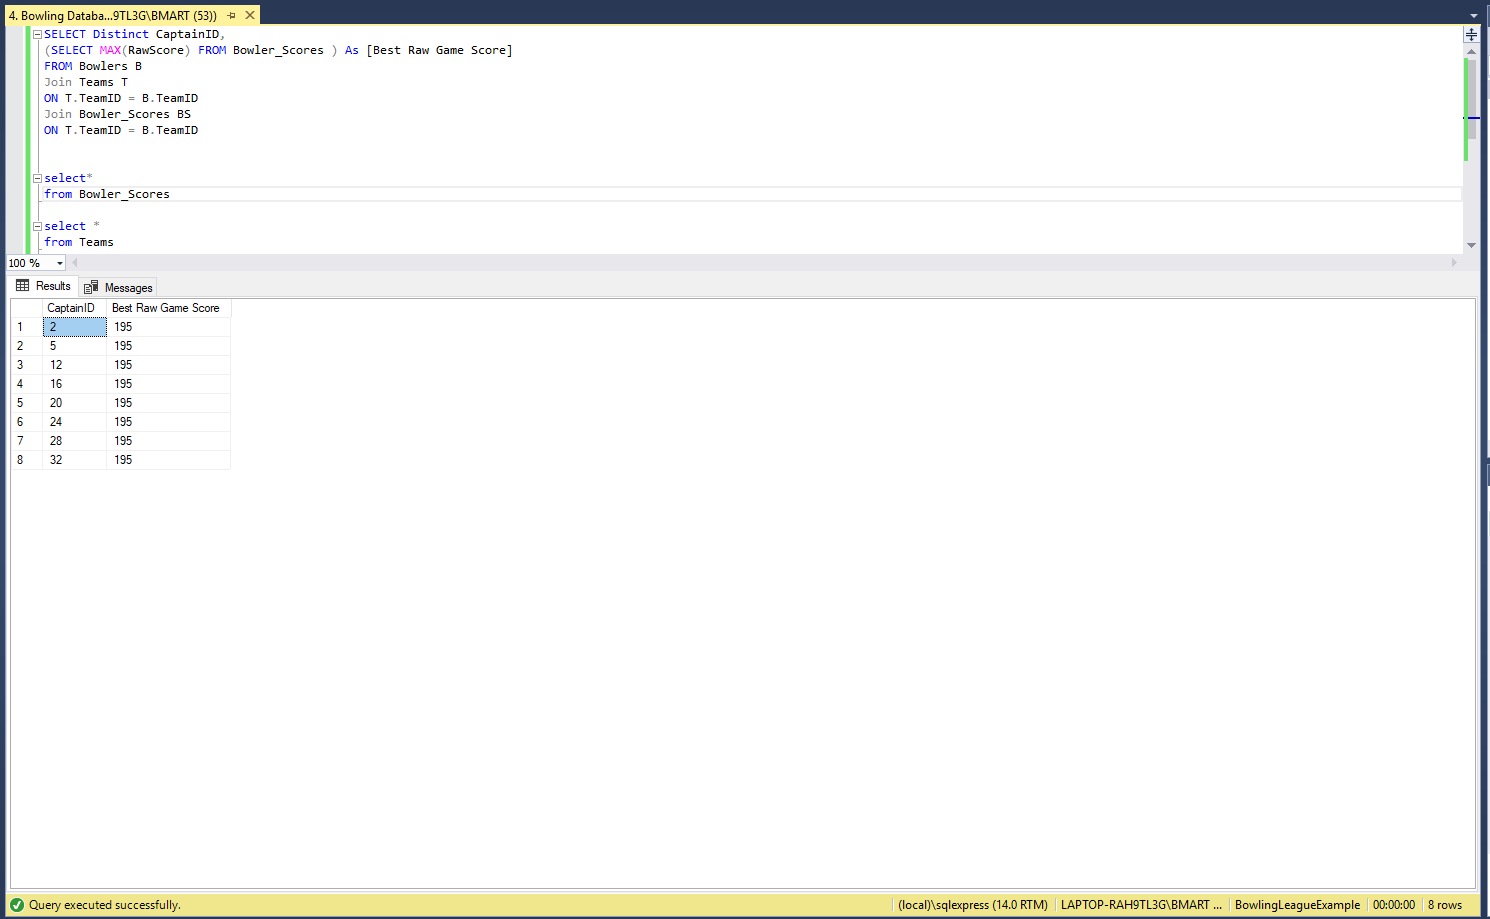 4. Bowling Databa...9TL3G\BMART (53))
SELECT Distinct CaptainID,
(SELECT MAX(RawScore) FROM Bowler_Scores ) As [Best Raw Game Score]
FROM Bowlers B
Join Teams T
ON T.TeamID = B.TeamID
Join Bowler_Scores BS
ON T.TeamID = B.TeamID
select*
from Bowler_Scores
select *
from Teams
100 %
Results Messages
CaptainID Best Raw Game Score
1 2 195
2 5 195
3 12 195
4 16 195
5 20 195
6 24 195
7 28 195
8 32 195
Query executed successfully. (local)\sqlexpress (14.0 RTM) LAPTOP-RAH9TL3G\BMART ... BowlingLeagueExample 00:00:00 8 rows